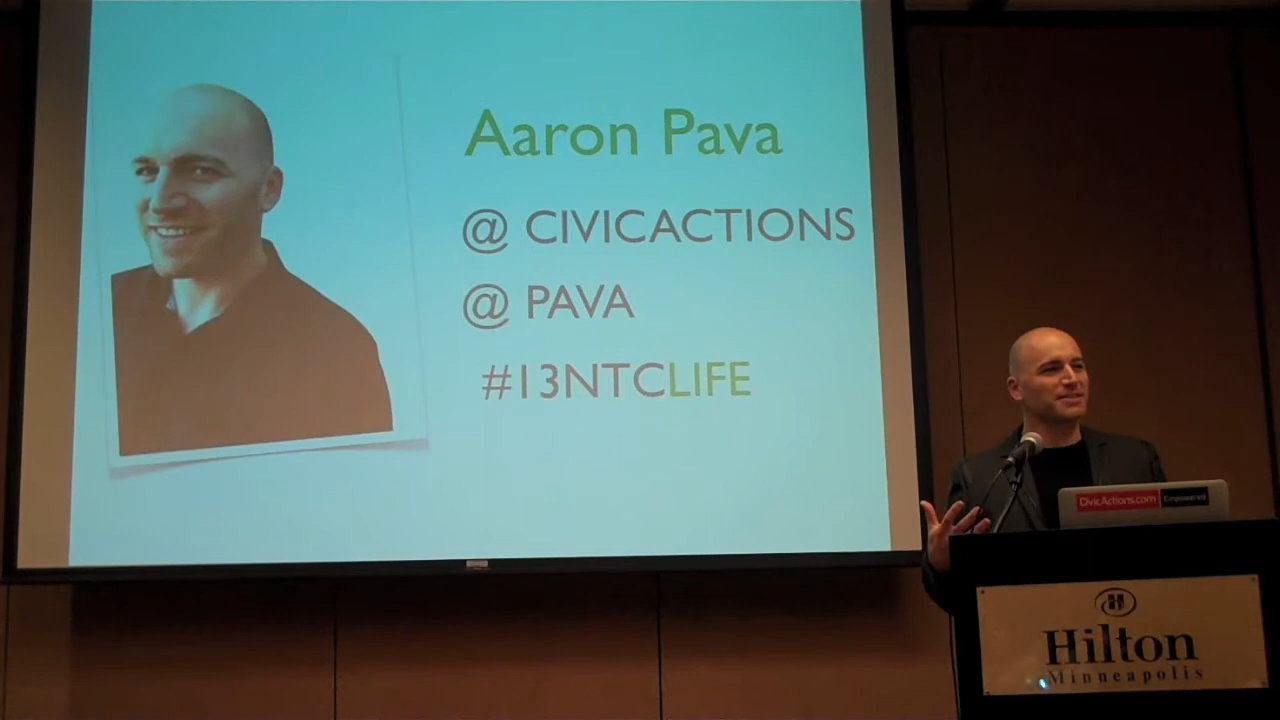 Aaron Pava
@ CIVICACTIONS
@ PAVA
#13NTCLIFE
CivicActions.com Empowered
H
Hilton
Minneapolis